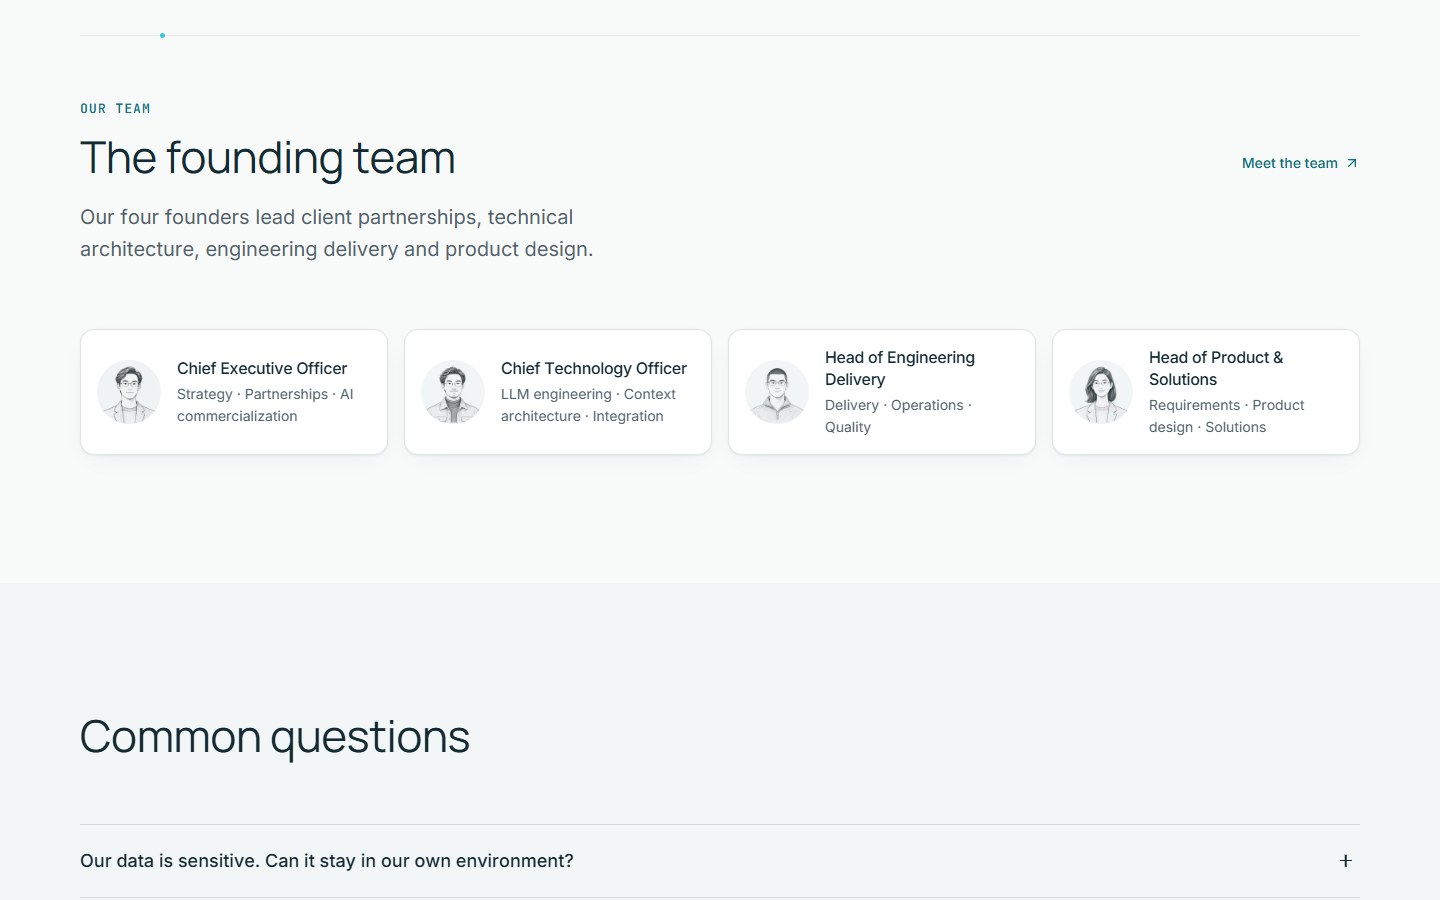 OUR TEAM
The founding team
Meet the team
Our four founders lead client partnerships, technical
architecture, engineering delivery and product design.
Chief Executive Officer
Strategy · Partnerships · AI
commercialization
Chief Technology Officer
LLM engineering · Context
architecture · Integration
Head of Engineering
Delivery
Delivery · Operations ·
Quality
Head of Product &
Solutions
Requirements · Product
design · Solutions
Common questions
Our data is sensitive. Can it stay in our own environment?